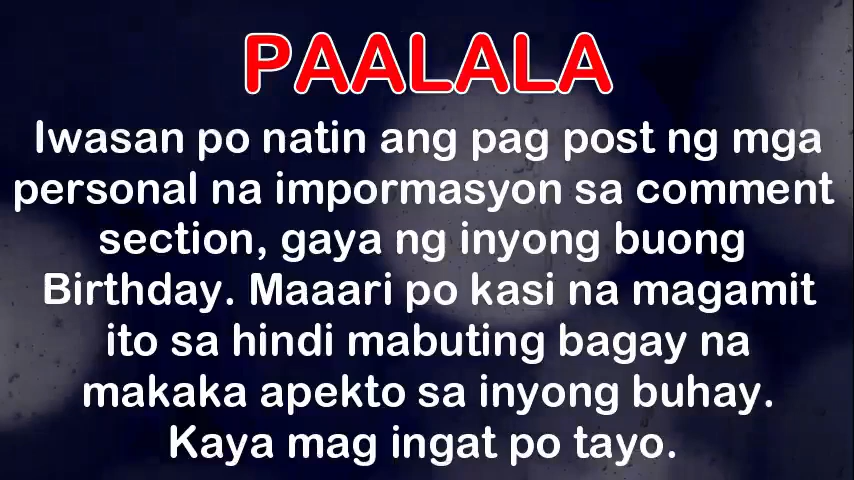 PAALALA
Iwasan po natin ang pag post ng mga
personal na impormasyon sa comment
section, gaya ng inyong buong
Birthday. Maaari po kasi na magamit
ito sa hindi mabuting bagay na
makaka apekto sa inyong buhay.
Kaya mag ingat po tayo.